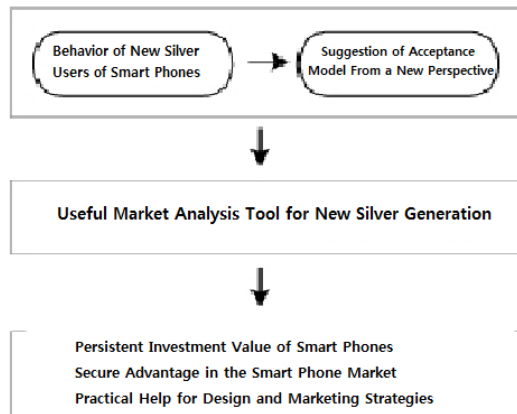 Behavior of New Silver
Users of Smart Phones
Suggestion of Acceptance
Model From a New Perspective
Useful Market Analysis Tool for New Silver Generation
Persistent Investment Value of Smart Phones
Secure Advantage in the Smart Phone Market
Practical Help for Design and Marketing Strategies